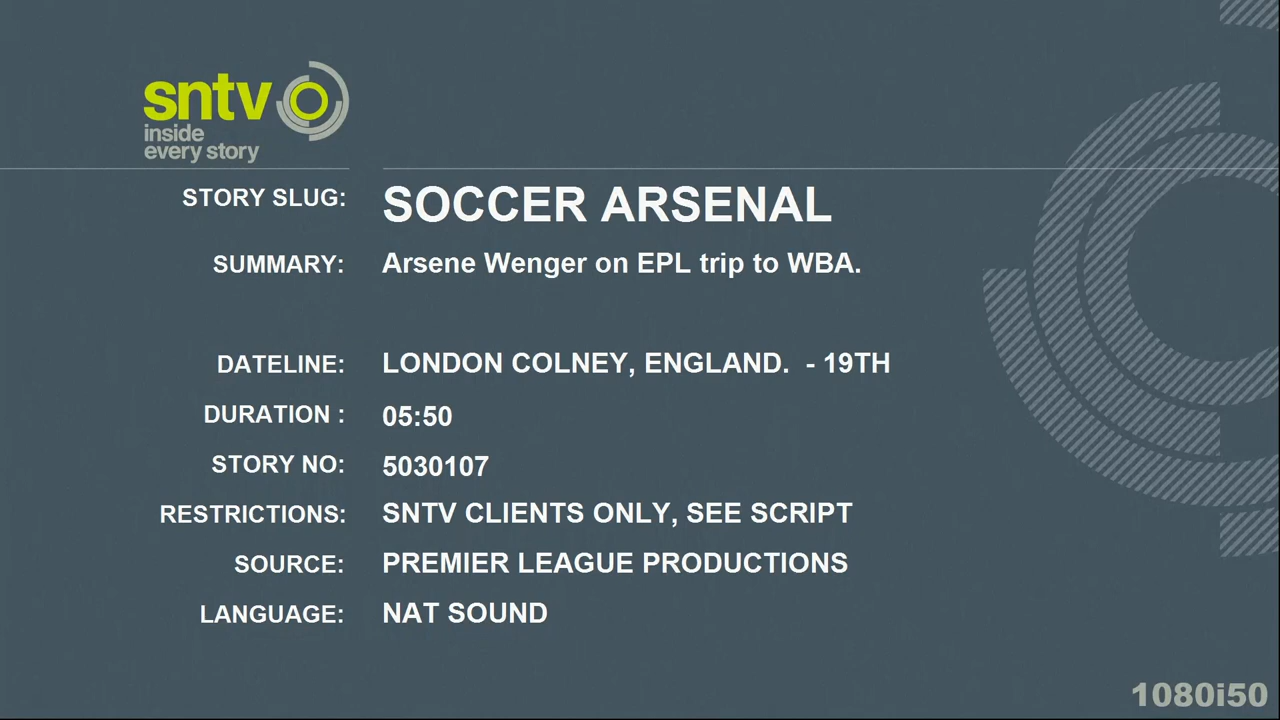 sntv
inside
every story
STORY SLUG: SOCCER ARSENAL
SUMMARY: Arsene Wenger on EPL trip to WBA.
DATELINE: LONDON COLNEY, ENGLAND.  - 19TH
DURATION : 05:50
STORY NO: 5030107
RESTRICTIONS: SNTV CLIENTS ONLY, SEE SCRIPT
SOURCE: PREMIER LEAGUE PRODUCTIONS
LANGUAGE: NAT SOUND
1080i50